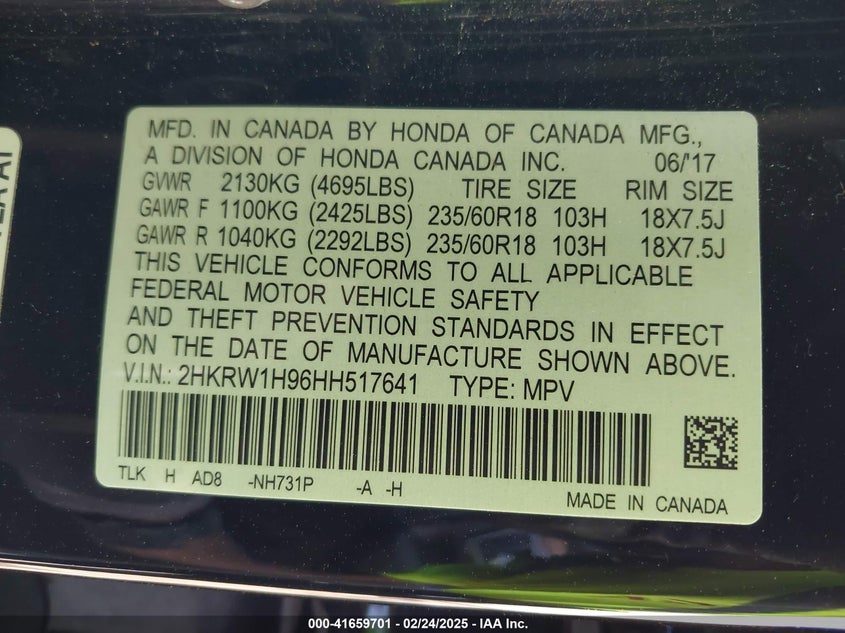 MFD. IN CANADA BY HONDA OF CANADA MFG.,
A DIVISION OF HONDA CANADA INC. 06/'17
GVWR 2130KG (4695LBS) TIRE SIZE RIM SIZE
GAWR F 1100KG (2425LBS) 235/60R18 103H 18X7.5J
GAWR R 1040KG (2292LBS) 235/60R18 103H 18X7.5J
THIS VEHICLE CONFORMS TO ALL APPLICABLE
FEDERAL MOTOR VEHICLE SAFETY
AND THEFT PREVENTION STANDARDS IN EFFECT
ON THE DATE OF MANUFACTURE SHOWN ABOVE.
V.I.N.: 2HKRW1H96HH517641 TYPE: MPV
TLK H AD8 -NH731P -A -H
MADE IN CANADA
000-41659701 - 02/24/2025 - IAA Inc.